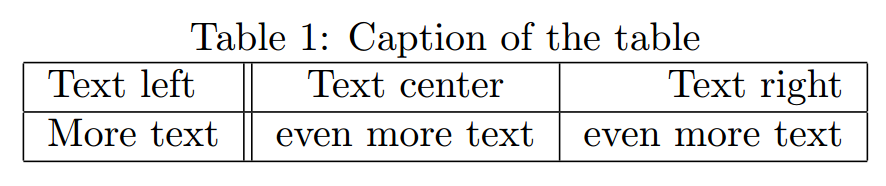 Table 1: Caption of the table
Text left Text center Text right
More text even more text even more text